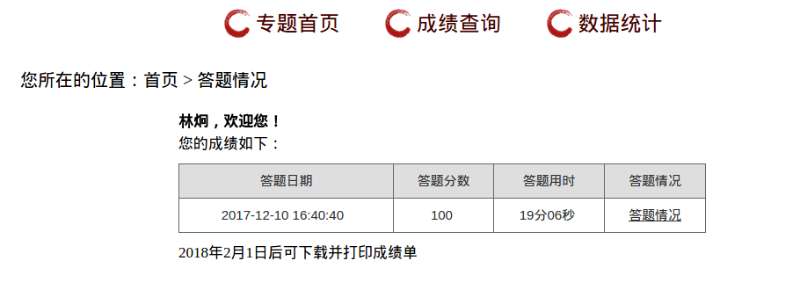 专题首页 成绩查询 数据统计
您所在的位置：首页 > 答题情况
林炯，欢迎您！
您的成绩如下：
答题日期 答题分数 答题用时 答题情况
2017-12-10 16:40:40 100 19分06秒 答题情况
2018年2月1日后可下载并打印成绩单